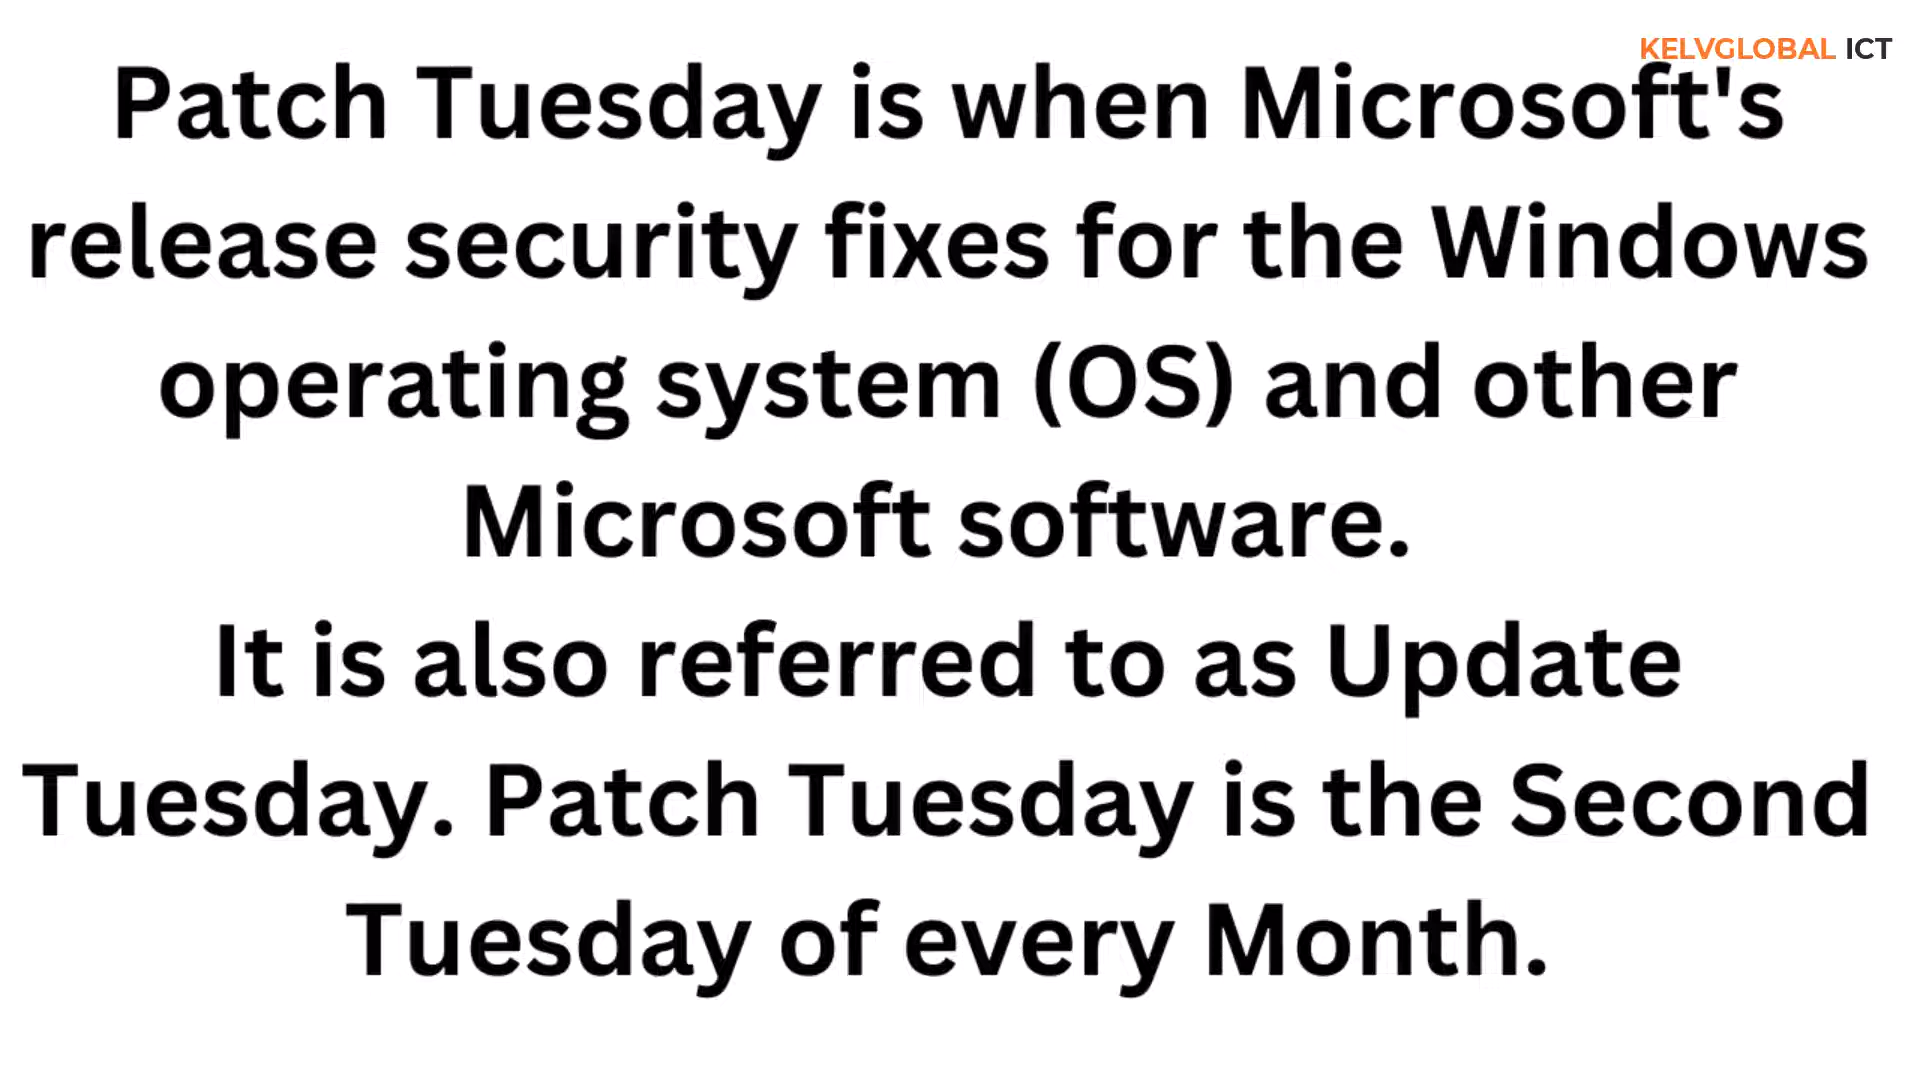 KELVGLOBAL ICT
Patch Tuesday is when Microsoft's
release security fixes for the Windows
operating system (OS) and other
Microsoft software.
It is also referred to as Update
Tuesday. Patch Tuesday is the Second
Tuesday of every Month.